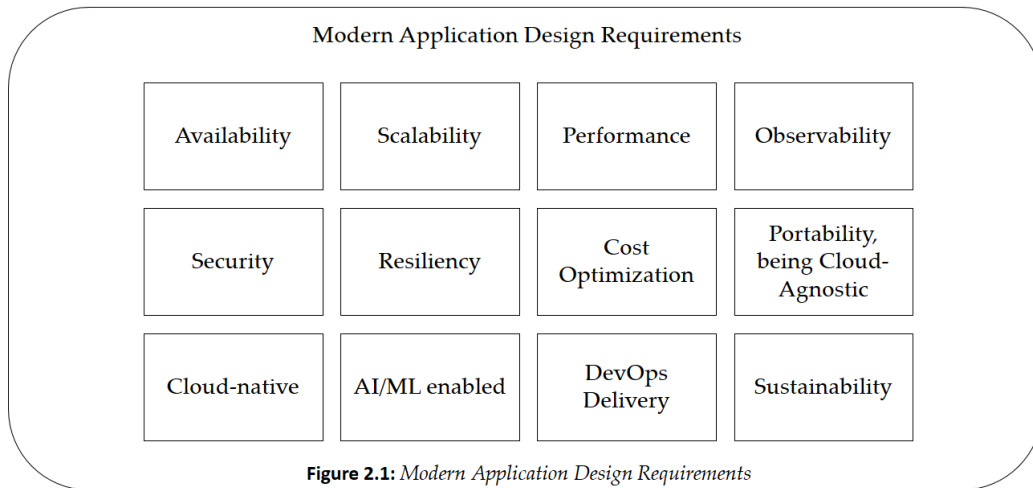 Modern Application Design Requirements
Availability
Scalability
Performance
Observability
Security
Resiliency
Cost
Optimization
Portability,
being Cloud-
Agnostic
Cloud-native
AI/ML enabled
DevOps
Delivery
Sustainability
Figure 2.1: Modern Application Design Requirements